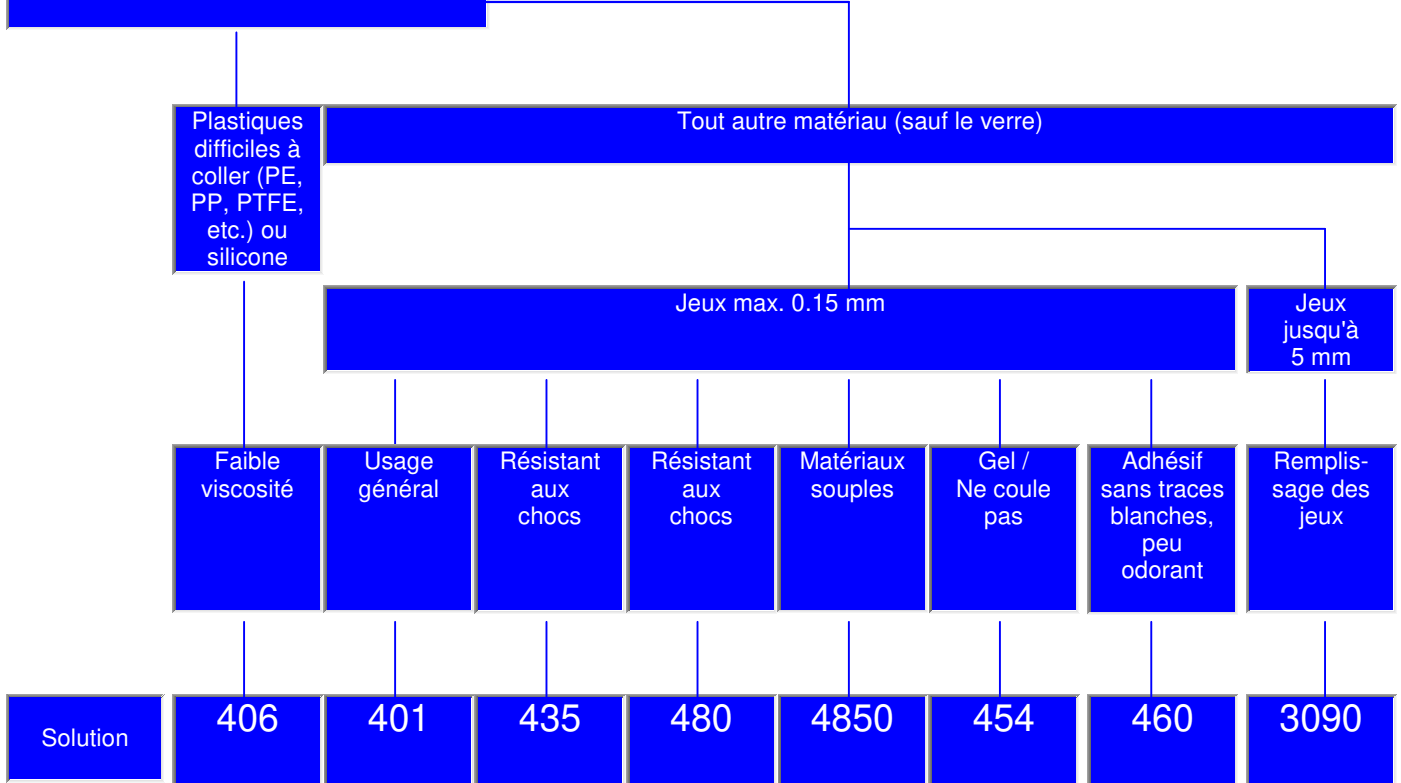 Plastiques
difficiles à
coller (PE,
PP, PTFE,
etc.) ou
silicone
Tout autre matériau (sauf le verre)
Jeux max. 0.15 mm
Jeux
jusqu'à
5 mm
Faible
viscosité
Usage
général
Résistant
aux
chocs
Résistant
aux
chocs
Matériaux
souples
Gel /
Ne coule
pas
Adhésif
sans traces
blanches,
peu
odorant
Remplis-
sage des
jeux
Solution
406
401
435
480
4850
454
460
3090